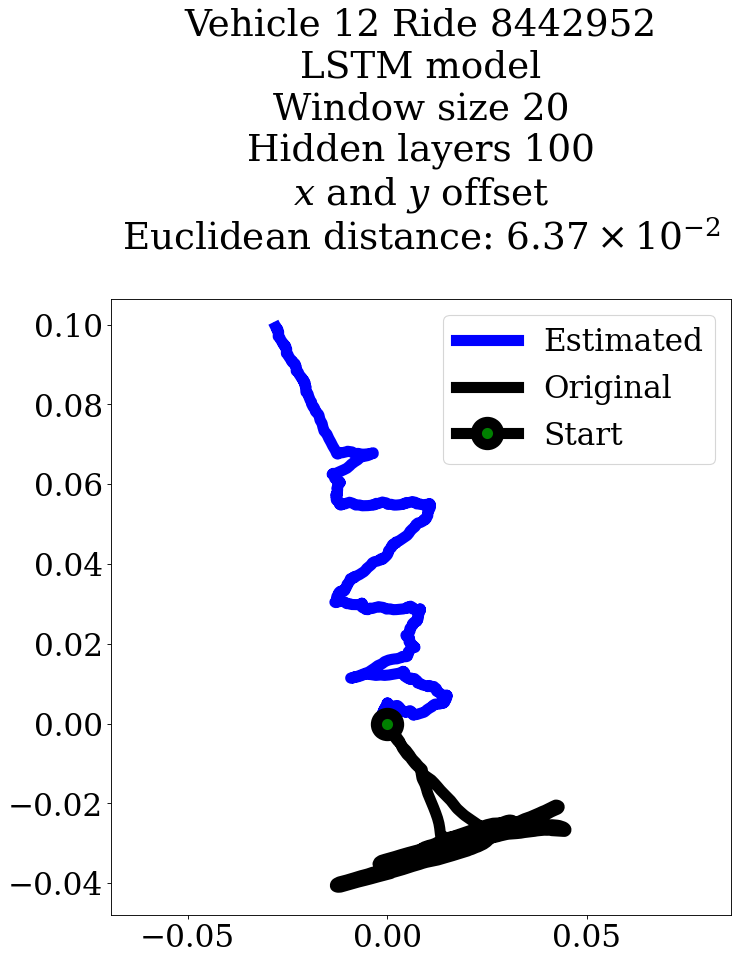 Vehicle 12 Ride 8442952
LSTM model
Window size 20
Hidden layers 100
x and y offset
Euclidean distance: 6.37 × 10⁻²
Estimated
Original
Start
0.10
0.08
0.06
0.04
0.02
0.00
−0.02
−0.04
−0.05 0.00 0.05